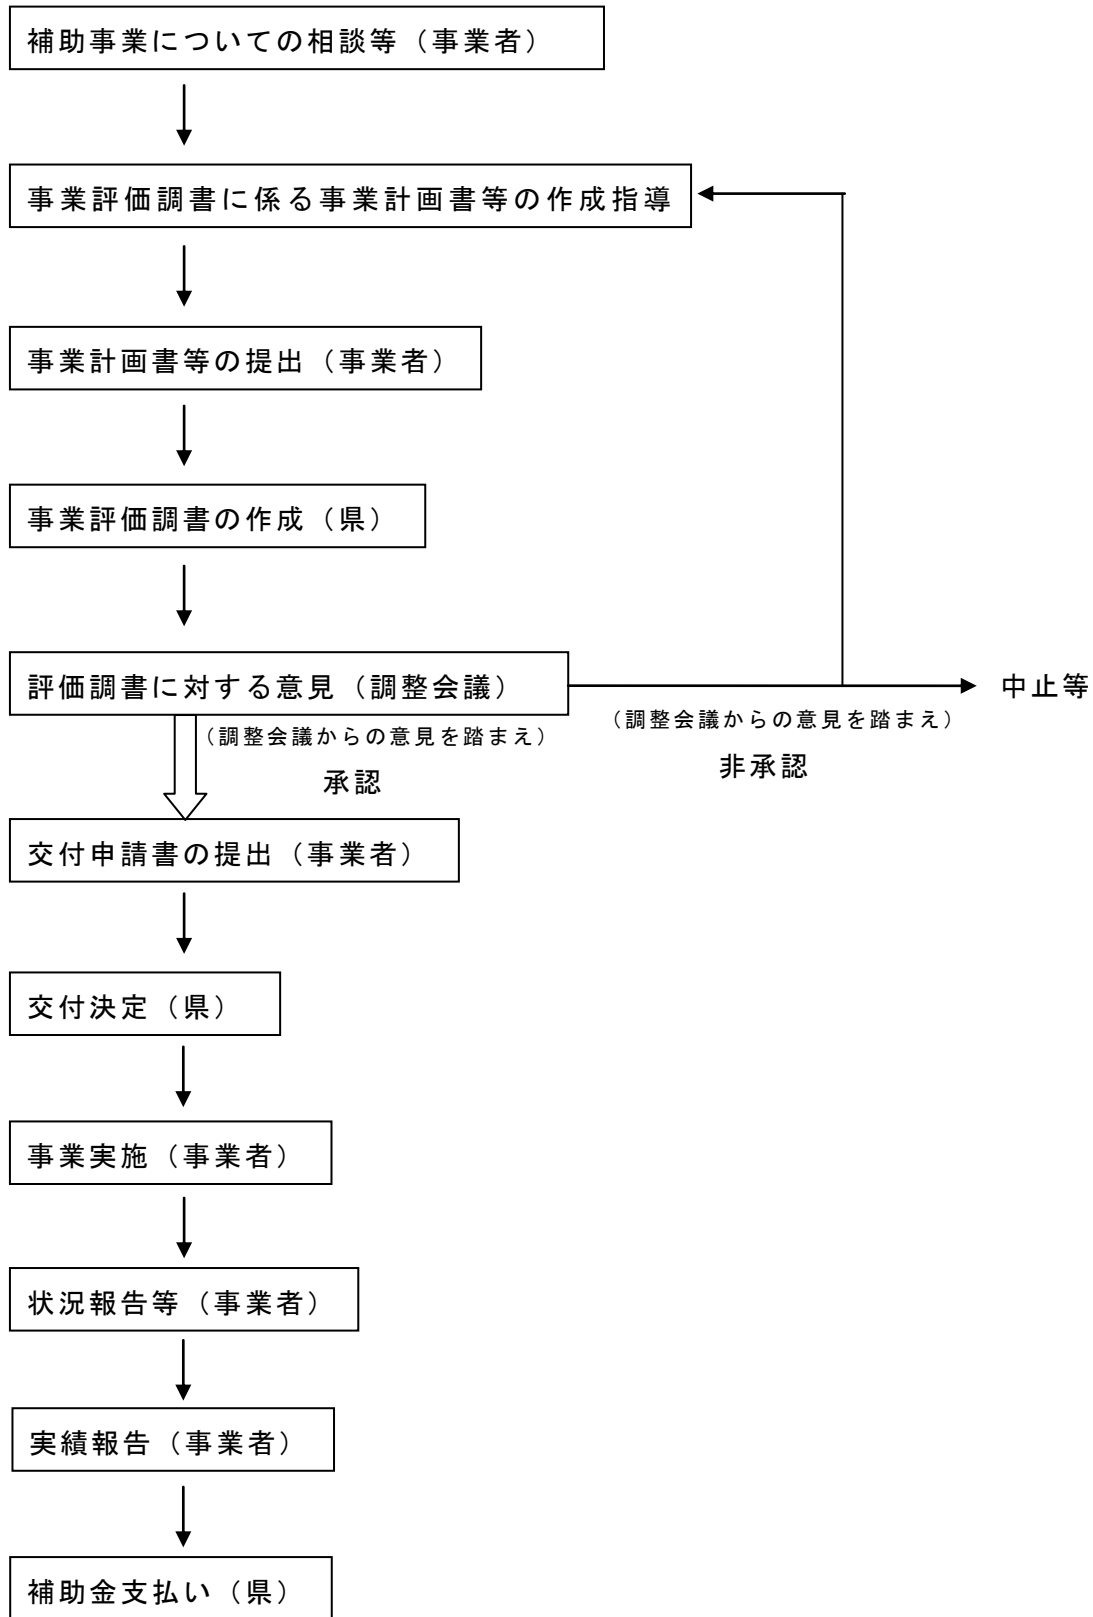 補助事業についての相談等（事業者）
事業評価調書に係る事業計画書等の作成指導
事業計画書等の提出（事業者）
事業評価調書の作成（県）
評価調書に対する意見（調整会議）
中止等
（調整会議からの意見を踏まえ）
非承認
（調整会議からの意見を踏まえ）
承認
交付申請書の提出（事業者）
交付決定（県）
事業実施（事業者）
状況報告等（事業者）
実績報告（事業者）
補助金支払い（県）